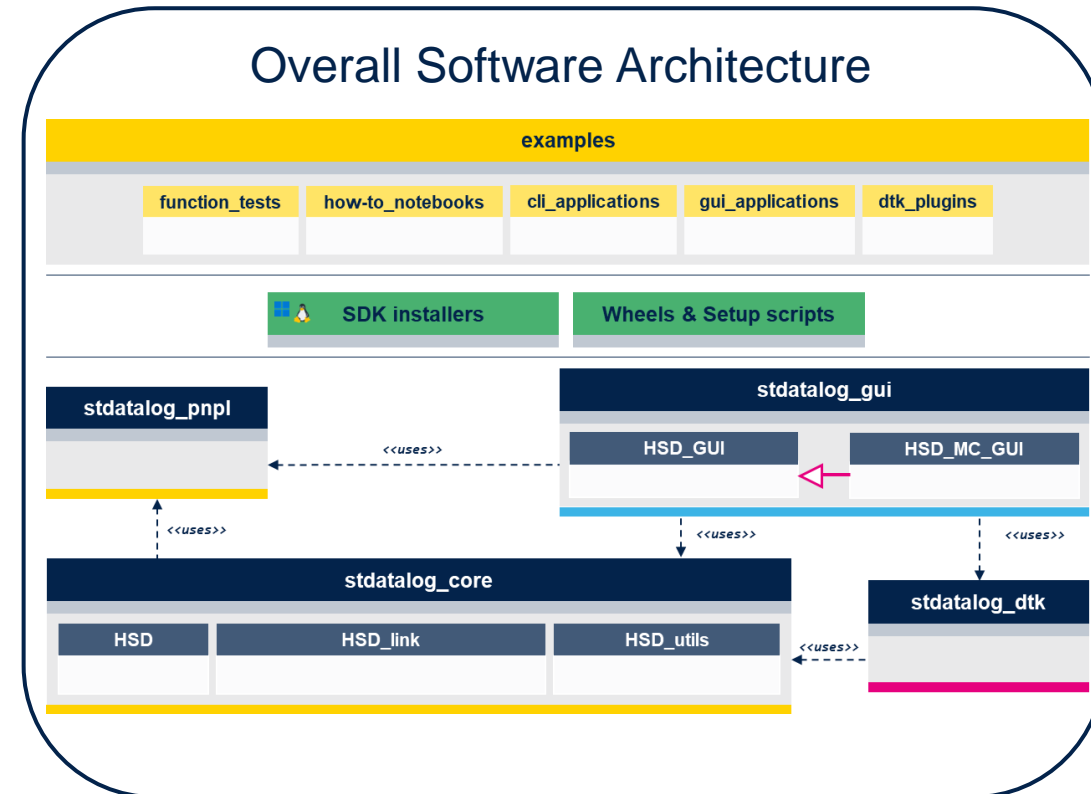 Overall Software Architecture
examples
function_tests
how-to_notebooks
cli_applications
gui_applications
dtk_plugins
SDK installers
Wheels & Setup scripts
stdatalog_pnpl
stdatalog_gui
<<uses>>
HSD_GUI
HSD_MC_GUI
<<uses>>
<<uses>>
<<uses>>
stdatalog_core
stdatalog_dtk
HSD
HSD_link
HSD_utils
<<uses>>